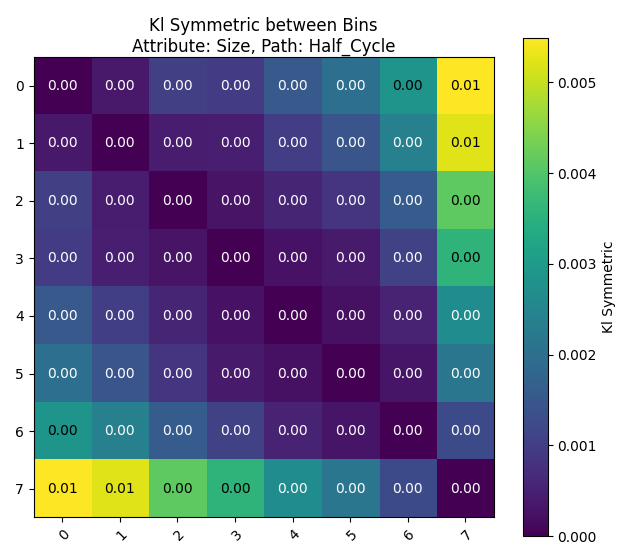 Kl Symmetric between Bins
Attribute: Size, Path: Half_Cycle
0 0.00 0.00 0.00 0.00 0.00 0.00 0.00 0.01
1 0.00 0.00 0.00 0.00 0.00 0.00 0.00 0.01
2 0.00 0.00 0.00 0.00 0.00 0.00 0.00 0.00
3 0.00 0.00 0.00 0.00 0.00 0.00 0.00 0.00
4 0.00 0.00 0.00 0.00 0.00 0.00 0.00 0.00
5 0.00 0.00 0.00 0.00 0.00 0.00 0.00 0.00
6 0.00 0.00 0.00 0.00 0.00 0.00 0.00 0.00
7 0.01 0.01 0.00 0.00 0.00 0.00 0.00 0.00
0 1 2 3 4 5 6 7
0.005
0.004
0.003
0.002
0.001
0.000
Kl Symmetric